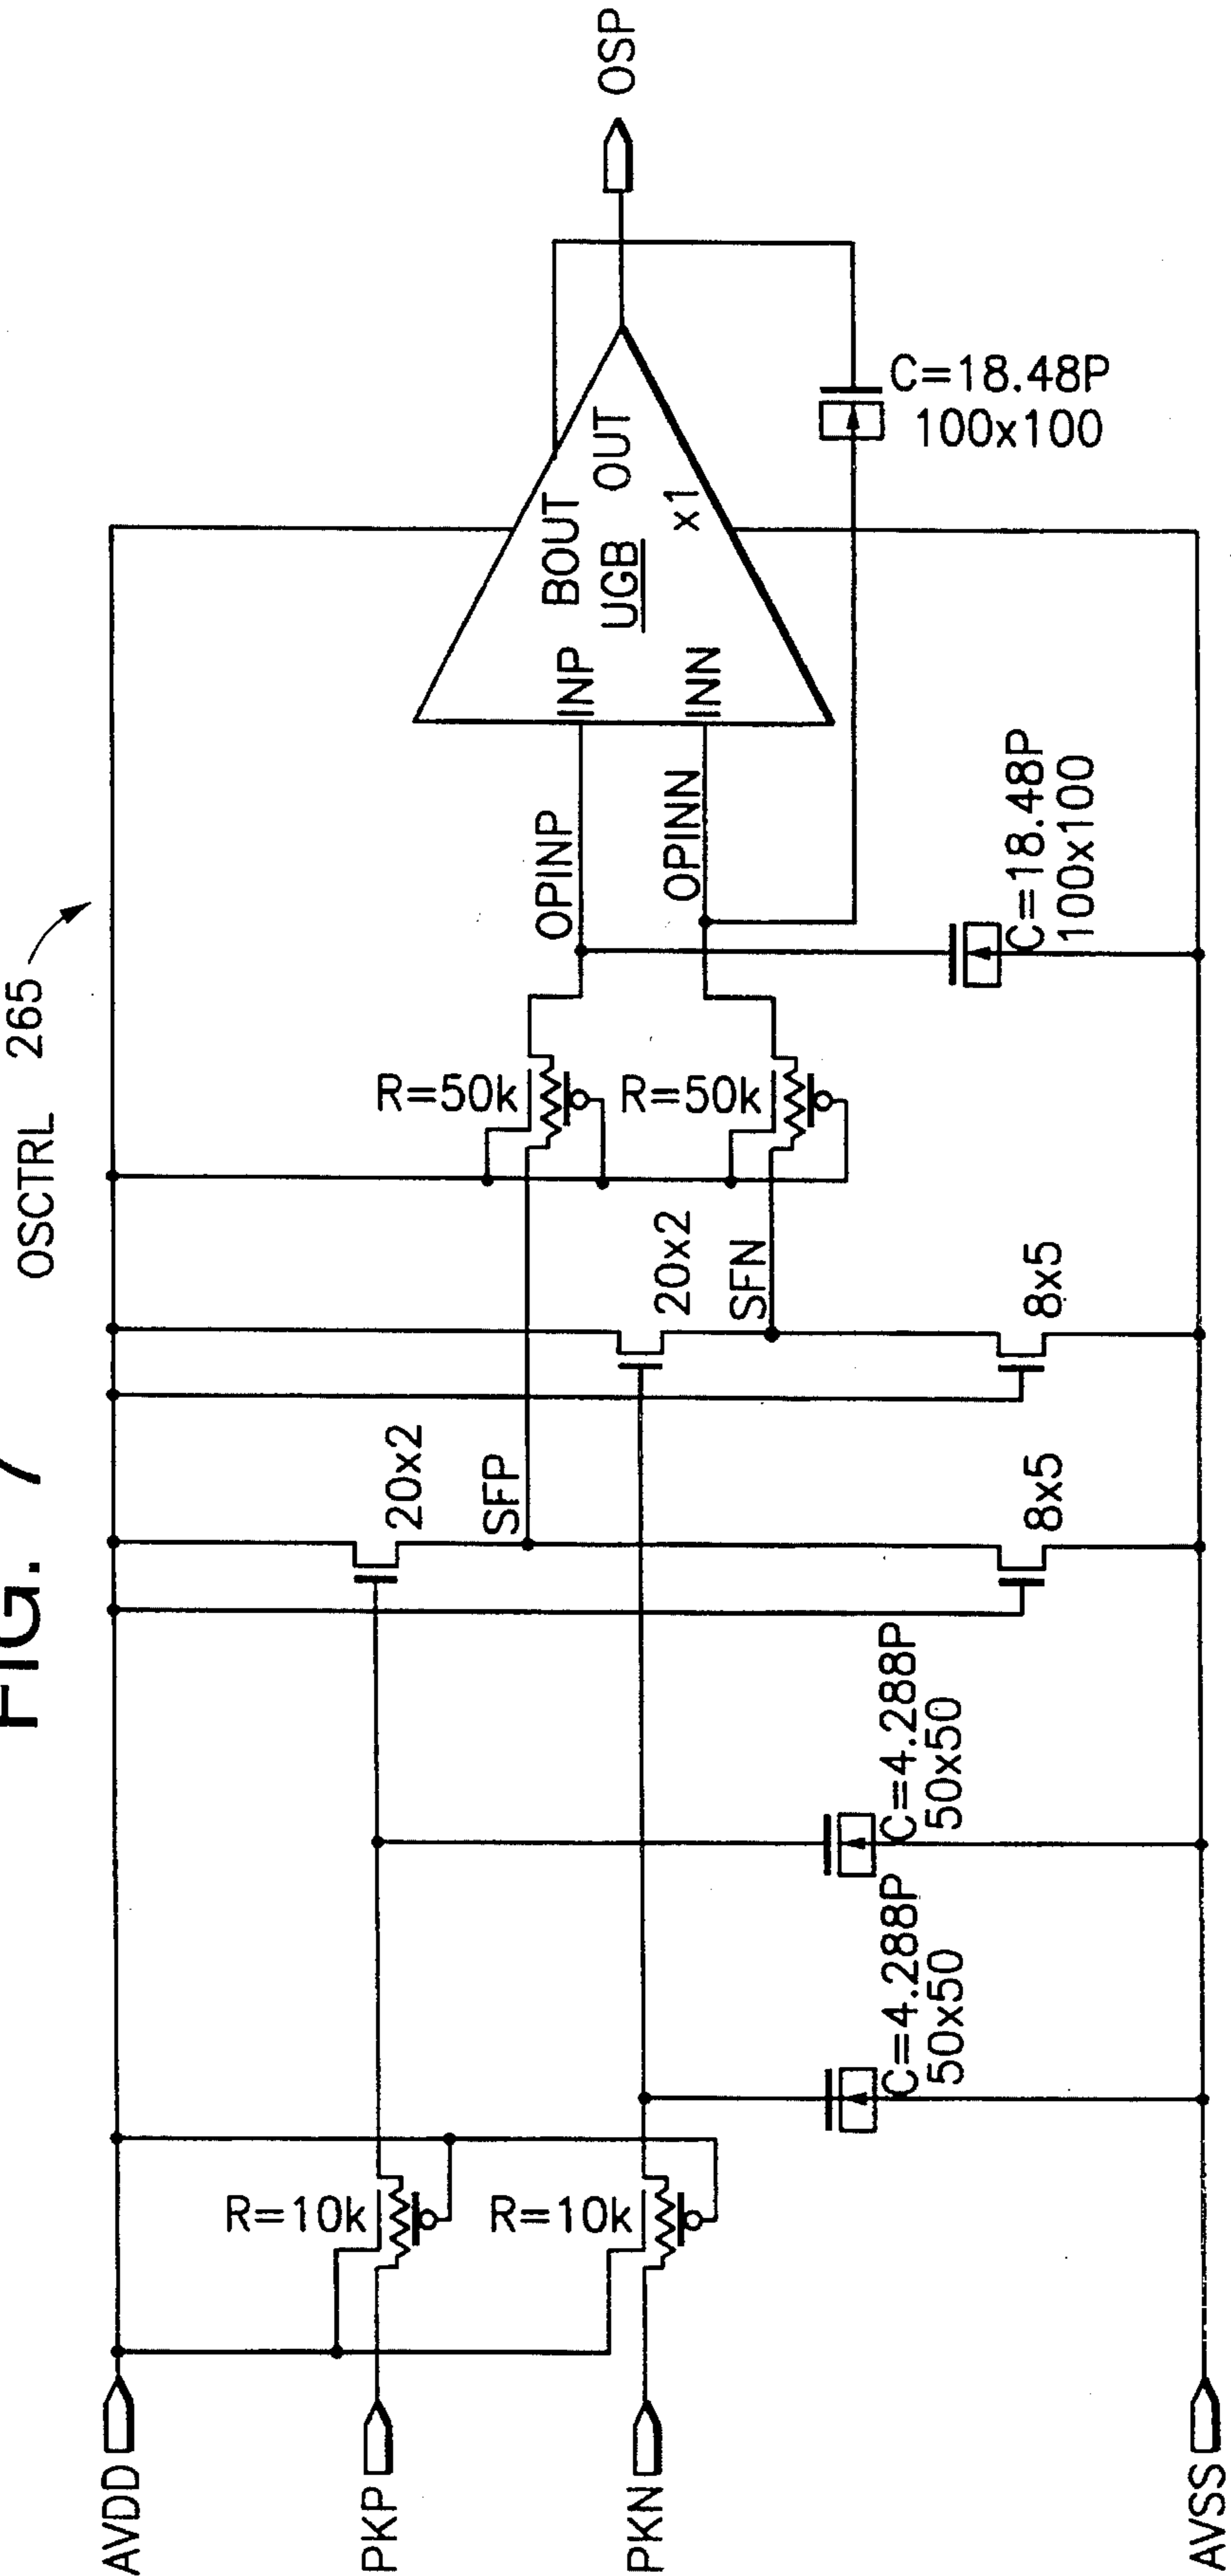 FIG. 7
OSCTRL 265
AVDD
PKP
PKN
AVSS
R=10k
R=10k
C=4.288P
50x50
C=4.288P
50x50
20x2
SFP
8x5
20x2
SFN
8x5
R=50k
R=50k
OPINP
OPINN
C=18.48P
100x100
INP
INN
BOUT
UGB
OUT
x1
C=18.48P
100x100
OSP